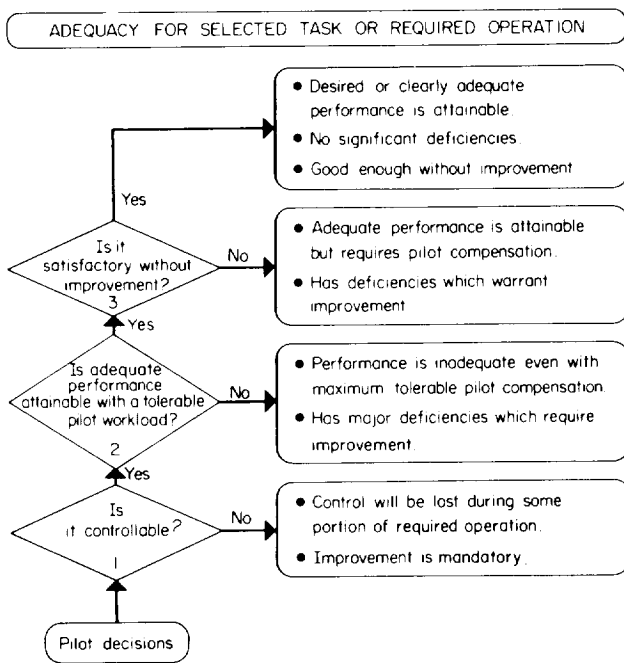 ADEQUACY FOR SELECTED TASK OR REQUIRED OPERATION
• Desired or clearly adequate
performance is attainable.
• No significant deficiencies.
• Good enough without improvement
Yes
Is it
satisfactory without
improvement?
3
No
• Adequate performance is attainable
but requires pilot compensation.
• Has deficiencies which warrant
improvement
Yes
Is adequate
performance
attainable with a tolerable
pilot workload?
2
No
• Performance is inadequate even with
maximum tolerable pilot compensation.
• Has major deficiencies which require
improvement.
Yes
Is
it controllable?
1
No
• Control will be lost during some
portion of required operation.
• Improvement is mandatory.
Pilot decisions